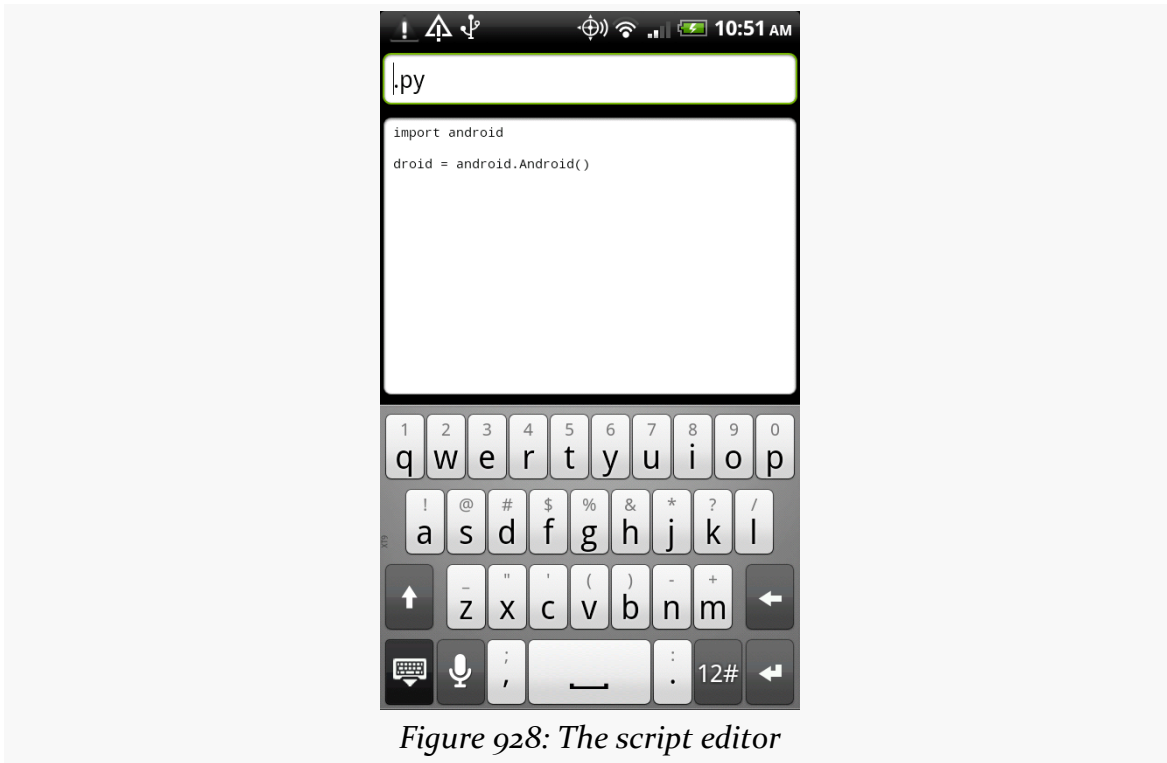 10:51 AM
.py
import android
droid = android.Android()
1 2 3 4 5 6 7 8 9 0
q w e r t y u i o p
! @ # $ % & * ? /
a s d f g h j k l
XT9
_ " ' ( ) - +
z x c v b n m
; :
, . 12#
Figure 928: The script editor